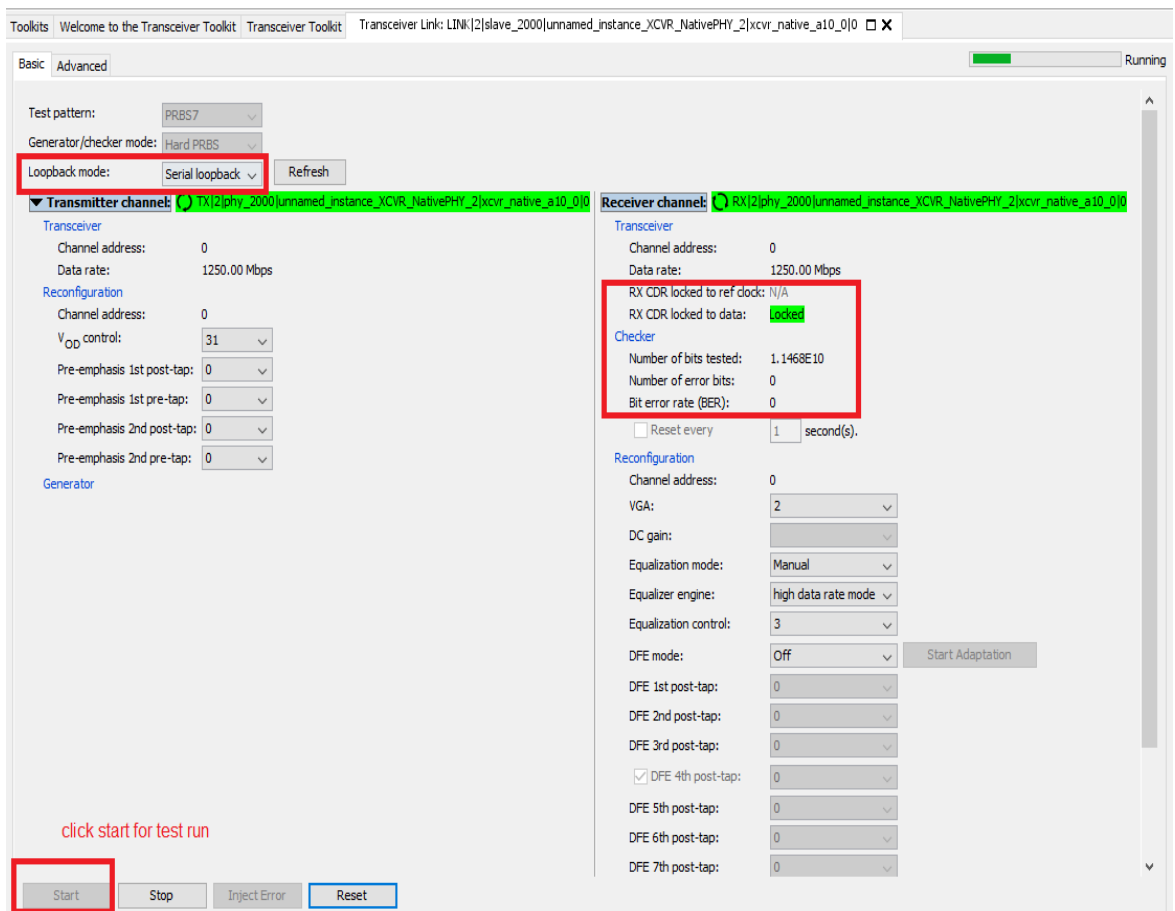 Toolkits Welcome to the Transceiver Toolkit Transceiver Toolkit Transceiver Link: LINK|2|slave_2000|unnamed_instance_XCVR_NativePHY_2|xcvr_native_a10_0|0
Basic Advanced
Running
Test pattern: PRBS7
Generator/checker mode: Hard PRBS
Loopback mode: Serial loopback Refresh
Transmitter channel: TX|2|phy_2000|unnamed_instance_XCVR_NativePHY_2|xcvr_native_a10_0|0
Transceiver
Channel address: 0
Data rate: 1250.00 Mbps
Reconfiguration
Channel address: 0
VOD control: 31
Pre-emphasis 1st post-tap: 0
Pre-emphasis 1st pre-tap: 0
Pre-emphasis 2nd post-tap: 0
Pre-emphasis 2nd pre-tap: 0
Generator
Receiver channel: RX|2|phy_2000|unnamed_instance_XCVR_NativePHY_2|xcvr_native_a10_0|0
Transceiver
Channel address: 0
Data rate: 1250.00 Mbps
RX CDR locked to ref clock: N/A
RX CDR locked to data: Locked
Checker
Number of bits tested: 1.1468E10
Number of error bits: 0
Bit error rate (BER): 0
Reset every 1 second(s).
Reconfiguration
Channel address: 0
VGA: 2
DC gain:
Equalization mode: Manual
Equalizer engine: high data rate mode
Equalization control: 3
DFE mode: Off Start Adaptation
DFE 1st post-tap: 0
DFE 2nd post-tap: 0
DFE 3rd post-tap: 0
DFE 4th post-tap: 0
DFE 5th post-tap: 0
DFE 6th post-tap: 0
DFE 7th post-tap: 0
click start for test run
Start Stop Inject Error Reset